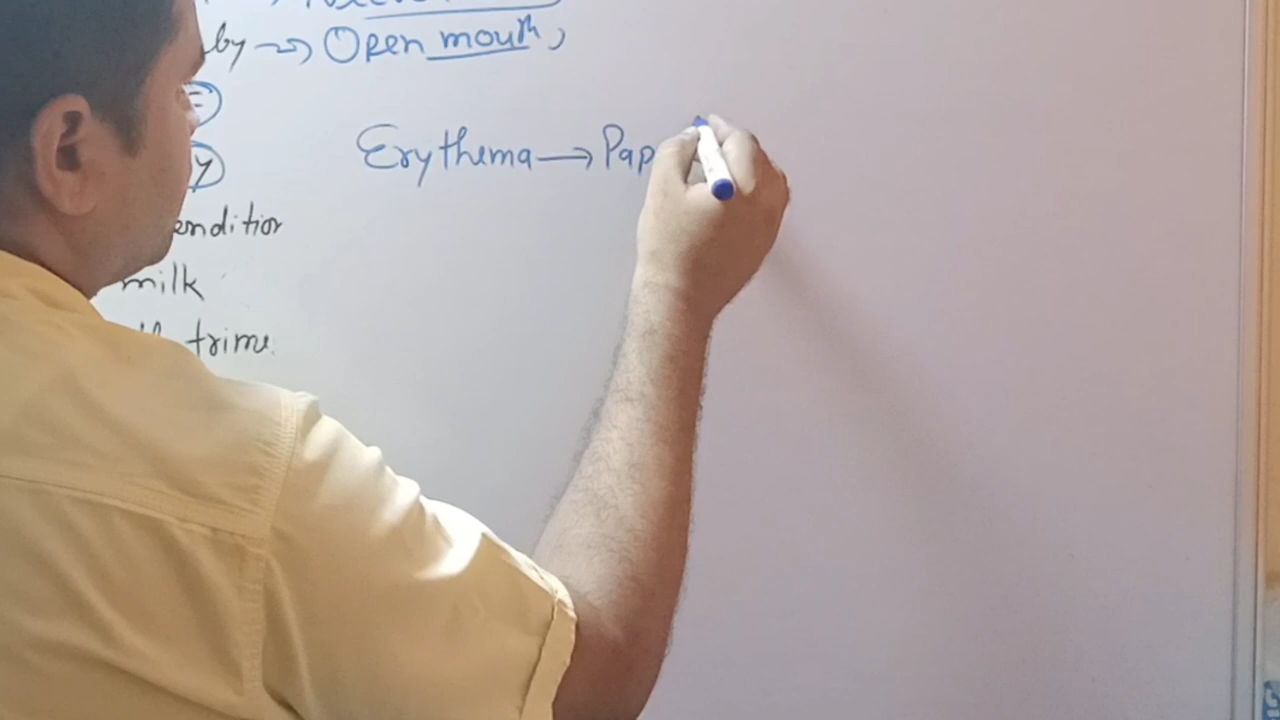 by → Open mouth,
Erythema → Pap
Y
endition
milk
trime.